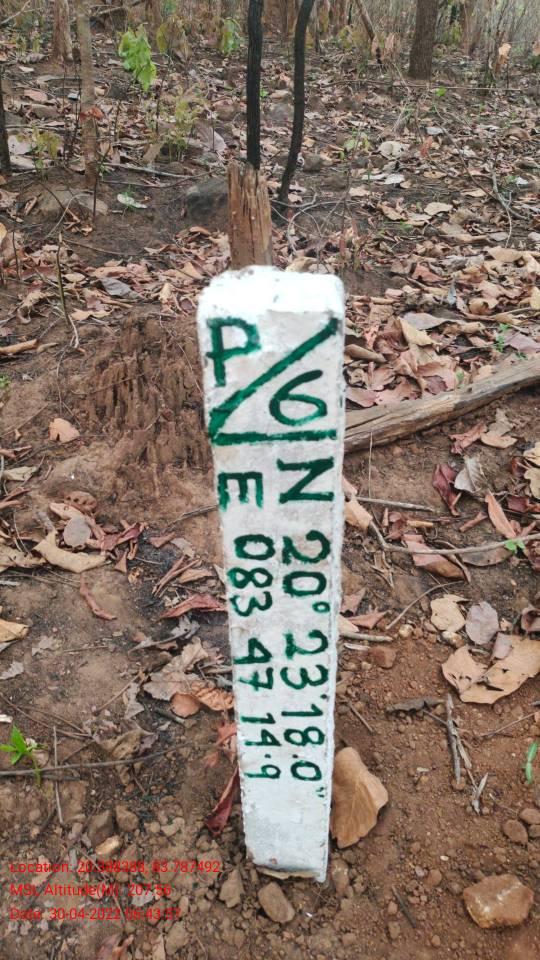 P/6
N 20° 23' 18.0"
E 083 47 14.9
Location: 20.388388, 83.787492
MSL Altitude(M): 207.56
Date: 30-04-2022 06:43:57